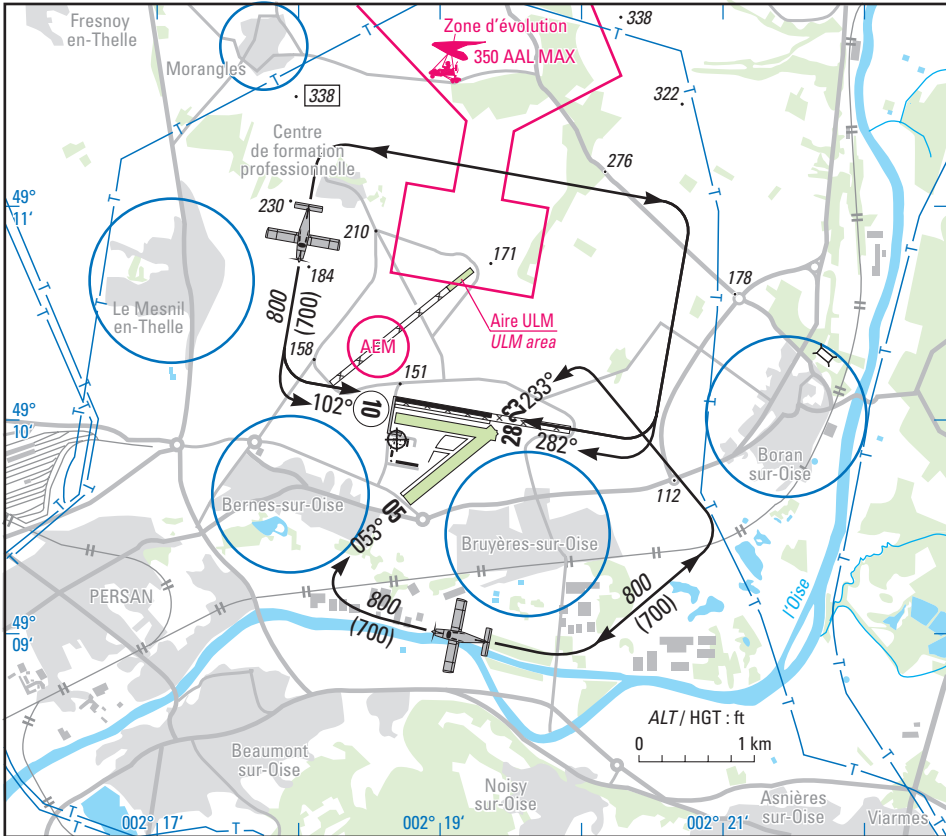 Fresnoy
en-Thelle
Zone d'évolution
350 AAL MAX
338
Morangles
338
322
Centre
de formation
professionnelle
276
49°
11'
230
210
184
171
178
Le Mesnil
en-Thelle
800
(700)
Aire ULM
ULM area
AEM
158
151
102°
10
233°
23
28
282°
49°
10'
Boran
sur-Oise
112
Bernes-sur-Oise
05
053°
Bruyères-sur-Oise
PERSAN
800
(700)
800
(700)
l'Oise
49°
09'
ALT / HGT : ft
0 1 km
Beaumont
sur-Oise
Noisy
sur-Oise
Asnières
sur-Oise
Viarmes
002° 17'
002° 19'
002° 21'
T T T T T T T T T T T T